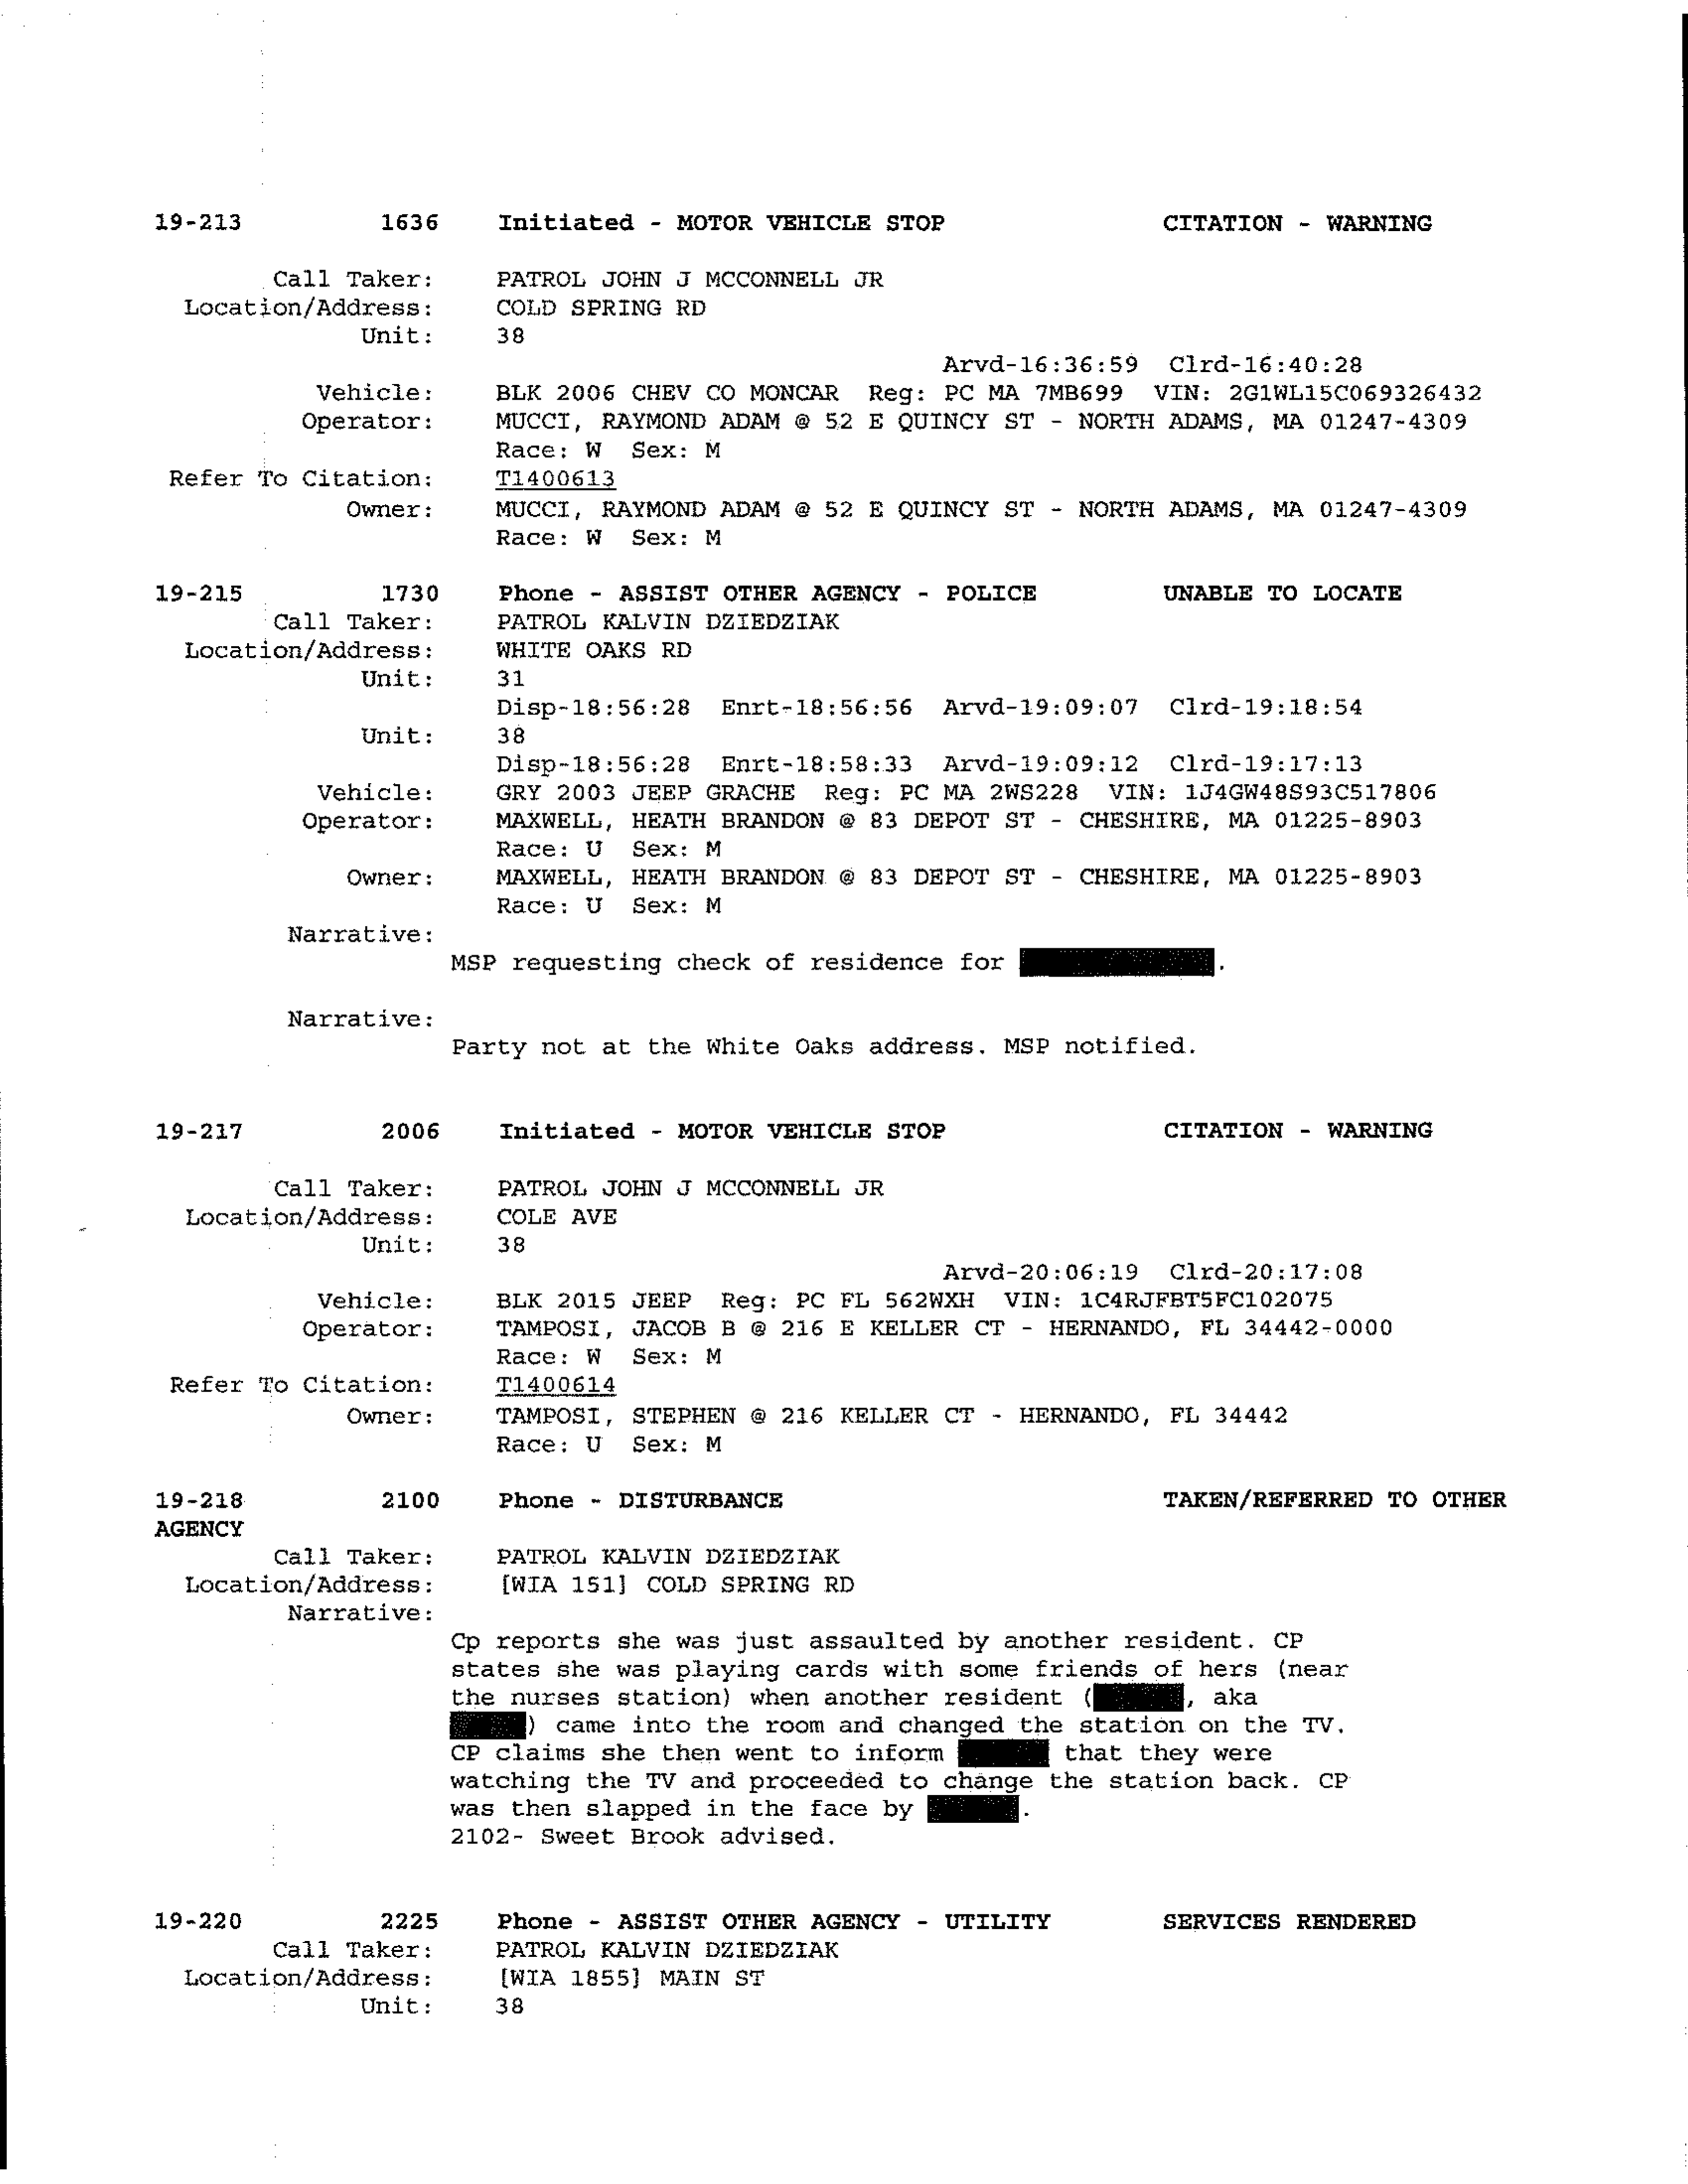 19-213 1636 Initiated - MOTOR VEHICLE STOP CITATION - WARNING
Call Taker: PATROL JOHN J MCCONNELL JR
Location/Address: COLD SPRING RD
Unit: 38
Arvd-16:36:59 Clrd-16:40:28
Vehicle: BLK 2006 CHEV CO MONCAR Reg: PC MA 7MB699 VIN: 2G1WL15C069326432
Operator: MUCCI, RAYMOND ADAM @ 52 E QUINCY ST - NORTH ADAMS, MA 01247-4309
Race: W Sex: M
Refer To Citation: T1400613
Owner: MUCCI, RAYMOND ADAM @ 52 E QUINCY ST - NORTH ADAMS, MA 01247-4309
Race: W Sex: M
19-215 1730 Phone - ASSIST OTHER AGENCY - POLICE UNABLE TO LOCATE
Call Taker: PATROL KALVIN DZIEDZIAK
Location/Address: WHITE OAKS RD
Unit: 31
Disp-18:56:28 Enrt-18:56:56 Arvd-19:09:07 Clrd-19:18:54
Unit: 38
Disp-18:56:28 Enrt-18:58:33 Arvd-19:09:12 Clrd-19:17:13
Vehicle: GRY 2003 JEEP GRACHE Reg: PC MA 2WS228 VIN: 1J4GW48S93C517806
Operator: MAXWELL, HEATH BRANDON @ 83 DEPOT ST - CHESHIRE, MA 01225-8903
Race: U Sex: M
Owner: MAXWELL, HEATH BRANDON @ 83 DEPOT ST - CHESHIRE, MA 01225-8903
Race: U Sex: M
Narrative:
MSP requesting check of residence for .
Narrative:
Party not at the White Oaks address. MSP notified.
19-217 2006 Initiated - MOTOR VEHICLE STOP CITATION - WARNING
Call Taker: PATROL JOHN J MCCONNELL JR
Location/Address: COLE AVE
Unit: 38
Arvd-20:06:19 Clrd-20:17:08
Vehicle: BLK 2015 JEEP Reg: PC FL 562WXH VIN: 1C4RJFBT5FC102075
Operator: TAMPOSI, JACOB B @ 216 E KELLER CT - HERNANDO, FL 34442-0000
Race: W Sex: M
Refer To Citation: T1400614
Owner: TAMPOSI, STEPHEN @ 216 KELLER CT - HERNANDO, FL 34442
Race: U Sex: M
19-218 2100 Phone - DISTURBANCE TAKEN/REFERRED TO OTHER
AGENCY
Call Taker: PATROL KALVIN DZIEDZIAK
Location/Address: [WIA 151] COLD SPRING RD
Narrative:
Cp reports she was just assaulted by another resident. CP
states she was playing cards with some friends of hers (near
the nurses station) when another resident ( , aka
) came into the room and changed the station on the TV.
CP claims she then went to inform that they were
watching the TV and proceeded to change the station back. CP
was then slapped in the face by .
2102- Sweet Brook advised.
19-220 2225 Phone - ASSIST OTHER AGENCY - UTILITY SERVICES RENDERED
Call Taker: PATROL KALVIN DZIEDZIAK
Location/Address: [WIA 1855] MAIN ST
Unit: 38